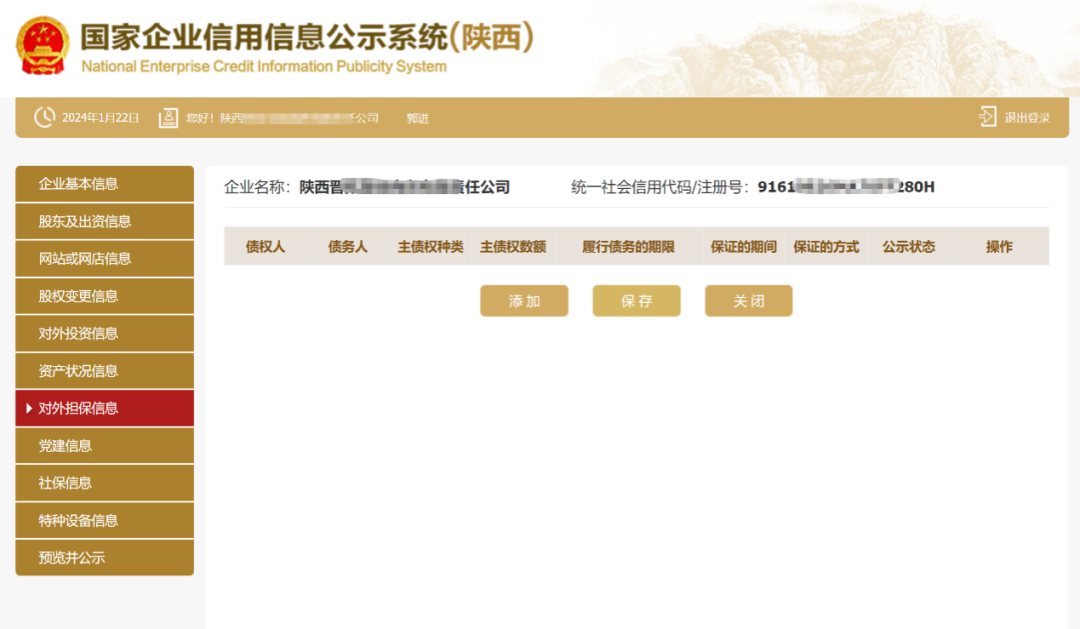 国家企业信用信息公示系统(陕西)
National Enterprise Credit Information Publicity System
2024年1月22日 您好！陕西 任公司 郭进 退出登录
企业基本信息
股东及出资信息
网站或网店信息
股权变更信息
对外投资信息
资产状况信息
对外担保信息
党建信息
社保信息
特种设备信息
预览并公示
企业名称：陕西晋 责任公司 统一社会信用代码/注册号：9161 280H
债权人 债务人 主债权种类 主债权数额 履行债务的期限 保证的期间 保证的方式 公示状态 操作
添加 保存 关闭